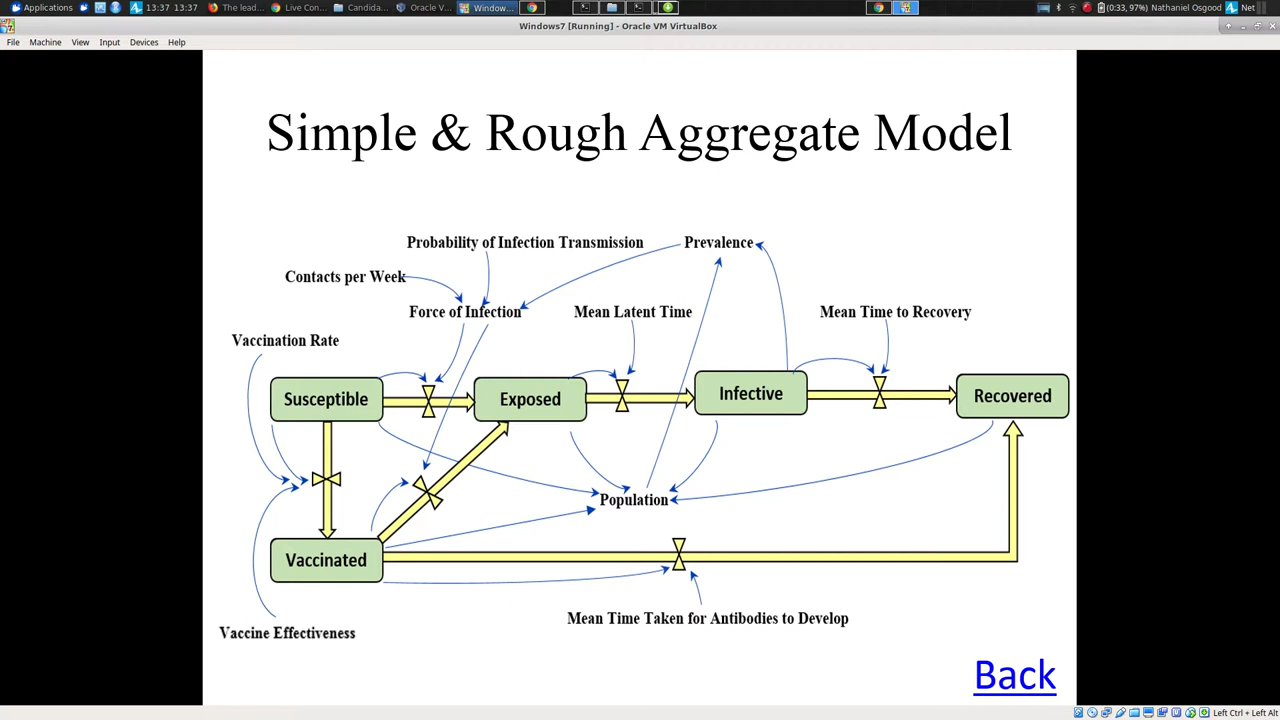 Applications 13:37 13:37 The lead... Live Con... Candida... Oracle V... Window... (0:33, 97%) Nathaniel Osgood Net
Windows7 [Running] - Oracle VM VirtualBox
File Machine View Input Devices Help
Simple & Rough Aggregate Model
Probability of Infection Transmission
Prevalence
Contacts per Week
Force of Infection
Mean Latent Time
Mean Time to Recovery
Vaccination Rate
Susceptible
Exposed
Infective
Recovered
Population
Vaccinated
Mean Time Taken for Antibodies to Develop
Vaccine Effectiveness
Back
Left Ctrl + Left Alt